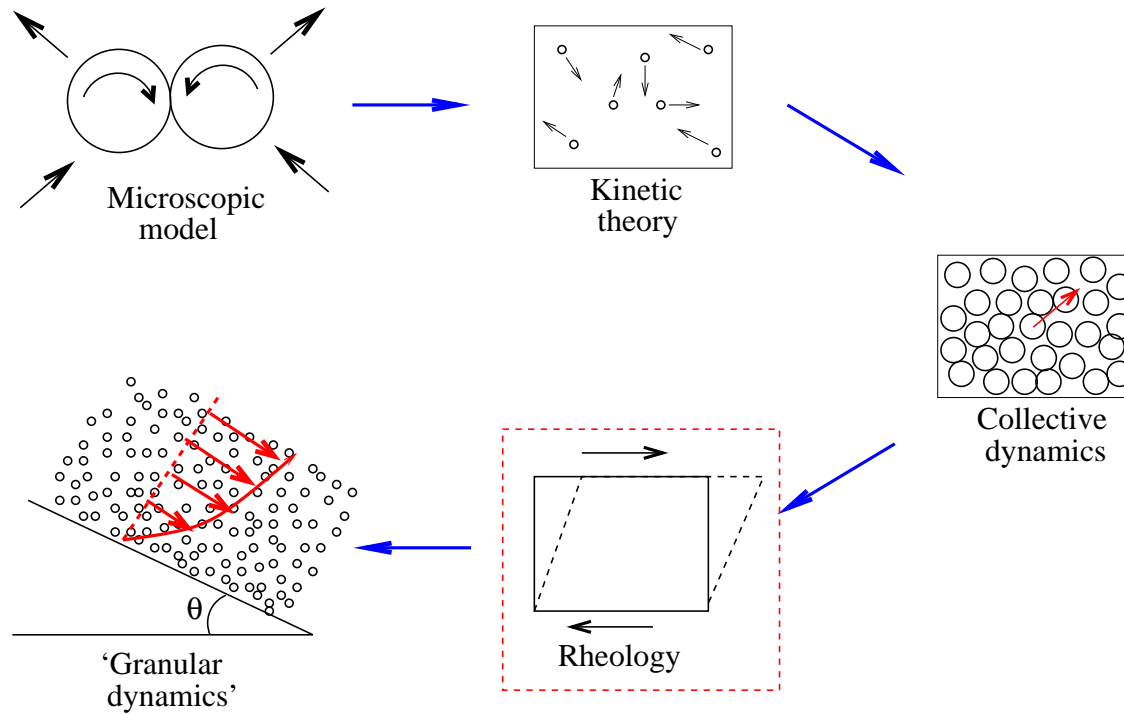 Microscopic
model
Kinetic
theory
Collective
dynamics
Rheology
θ
‘Granular
dynamics’